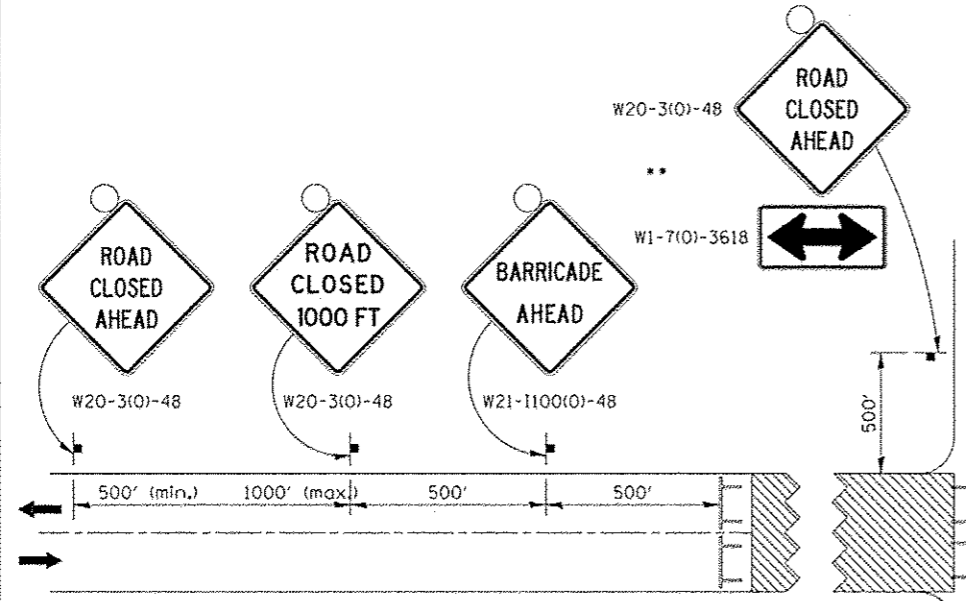 W20-3(O)-48
ROAD
CLOSED
AHEAD
**
W1-7(O)-3618
ROAD
CLOSED
AHEAD
ROAD
CLOSED
1000 FT
BARRICADE
AHEAD
W20-3(O)-48
W20-3(O)-48
W21-I100(O)-48
500'
500' (min.)
1000' (max.)
500'
500'